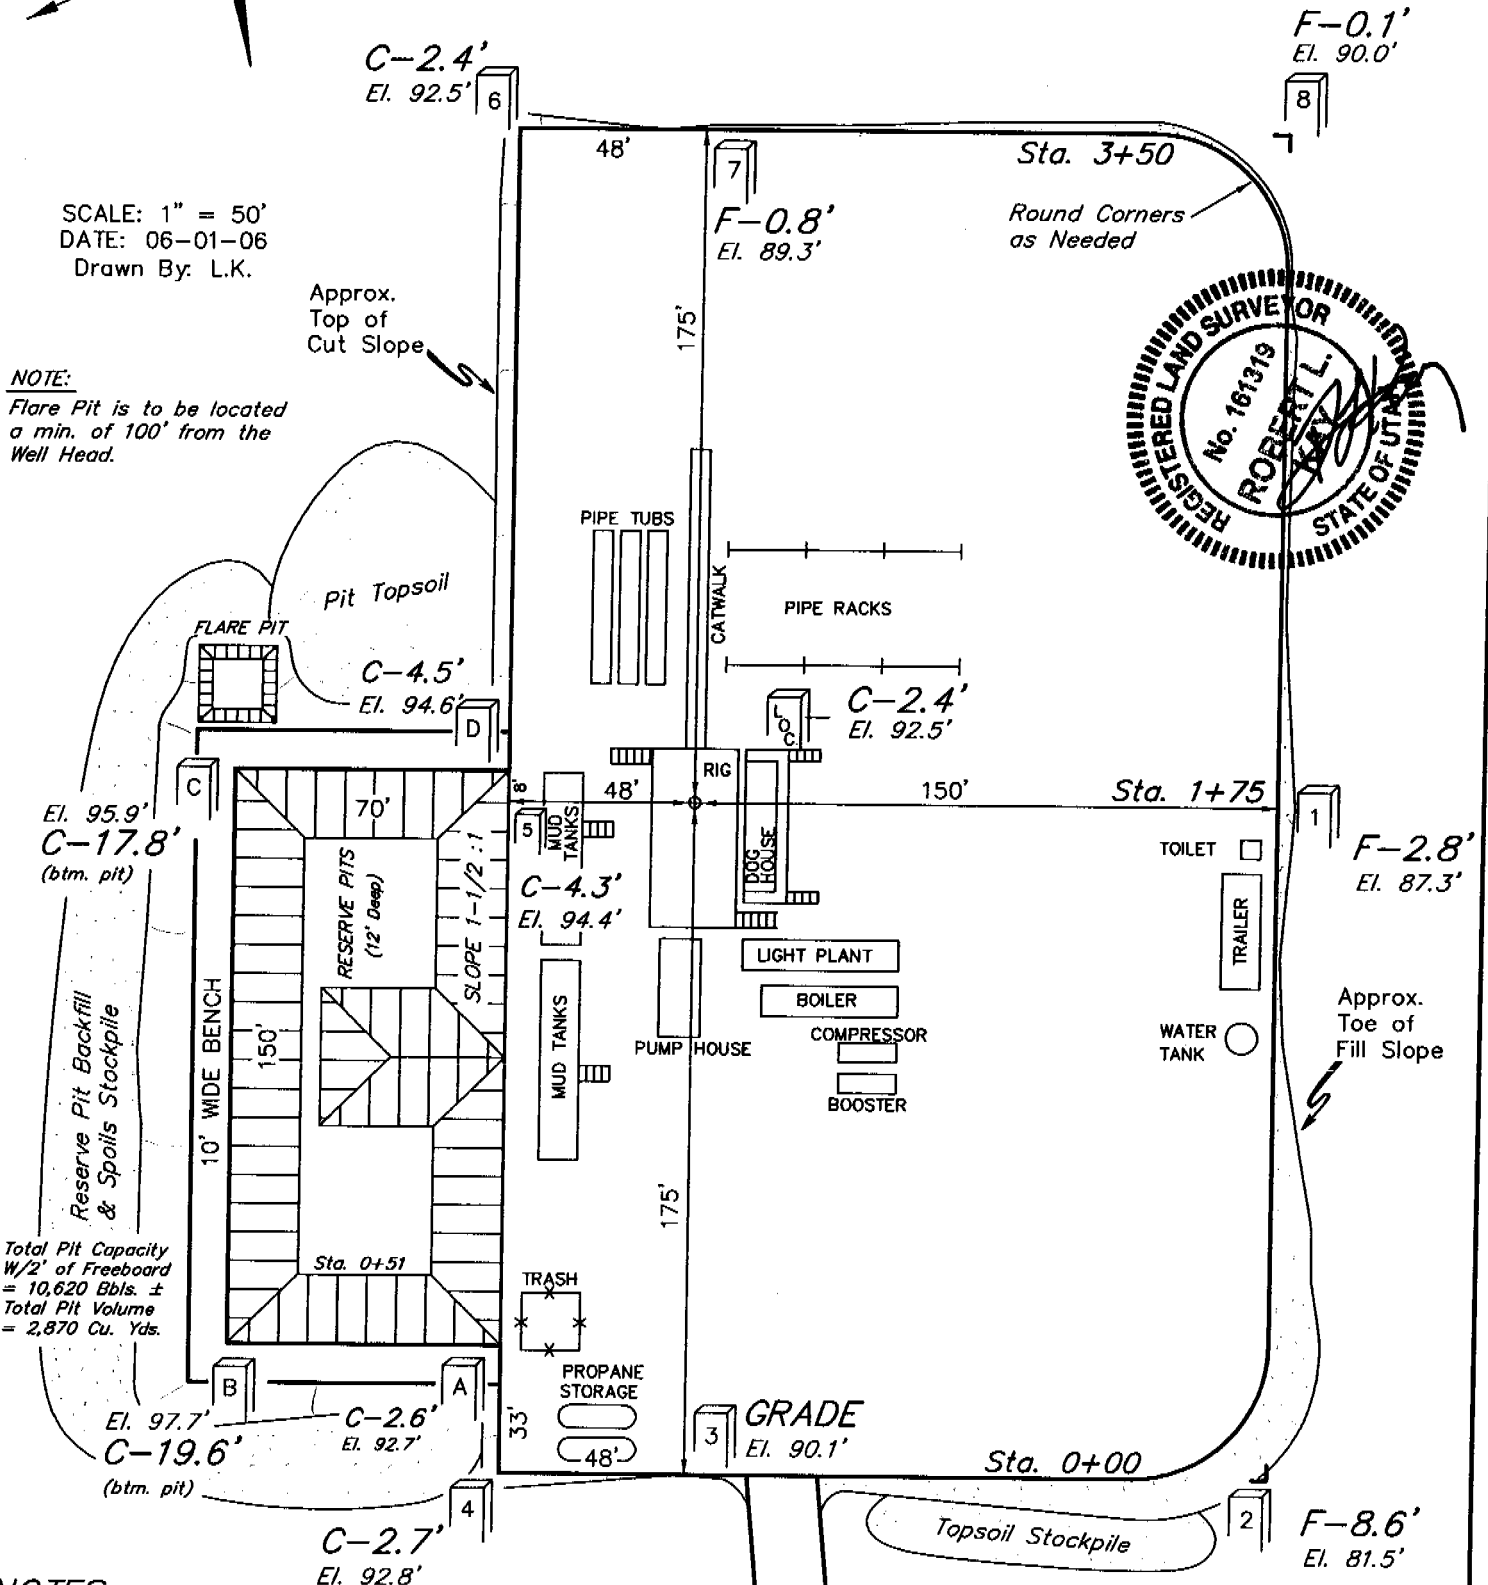 C-2.4'
El. 92.5'
6
F-0.1'
El. 90.0'
8
48'
7
Sta. 3+50
F-0.8'
El. 89.3'
Round Corners
as Needed
SCALE: 1" = 50'
DATE: 06-01-06
Drawn By: L.K.
Approx.
Top of
Cut Slope
175'
REGISTERED LAND SURVEYOR
No. 161319
ROBERT L.
KAY
STATE OF UTAH
NOTE:
Flare Pit is to be located
a min. of 100' from the
Well Head.
PIPE TUBS
CATWALK
PIPE RACKS
Pit Topsoil
FLARE PIT
C-4.5'
El. 94.6'
D
LOC.
C-2.4'
El. 92.5'
C
El. 95.9'
C-17.8'
(btm. pit)
70'
8'
48'
RIG
150'
Sta. 1+75
1
F-2.8'
El. 87.3'
5
MUD
TANKS
DOG
HOUSE
TOILET
TRAILER
C-4.3'
El. 94.4'
RESERVE PITS
(12' Deep)
SLOPE 1-1/2 :1
LIGHT PLANT
BOILER
COMPRESSOR
BOOSTER
PUMP HOUSE
MUD TANKS
WATER
TANK
Approx.
Toe of
Fill Slope
Reserve Pit Backfill
& Spoils Stockpile
10' WIDE BENCH
150'
175'
Total Pit Capacity
W/2' of Freeboard
= 10,620 Bbls. ±
Total Pit Volume
= 2,870 Cu. Yds.
Sta. 0+51
TRASH
PROPANE
STORAGE
B
El. 97.7'
C-19.6'
(btm. pit)
A
C-2.6'
El. 92.7'
33'
48'
3
GRADE
El. 90.1'
Sta. 0+00
4
C-2.7'
El. 92.8'
Topsoil Stockpile
2
F-8.6'
El. 81.5'
NOTES